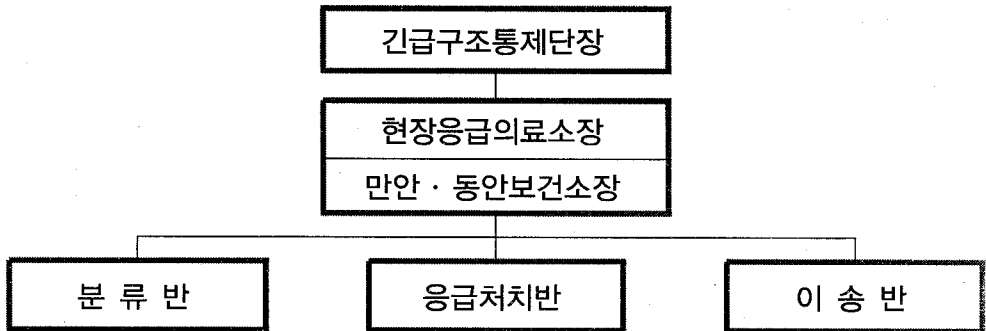 긴급구조통제단장
현장응급의료소장
만안 · 동안보건소장
분 류 반
응급처치반
이 송 반